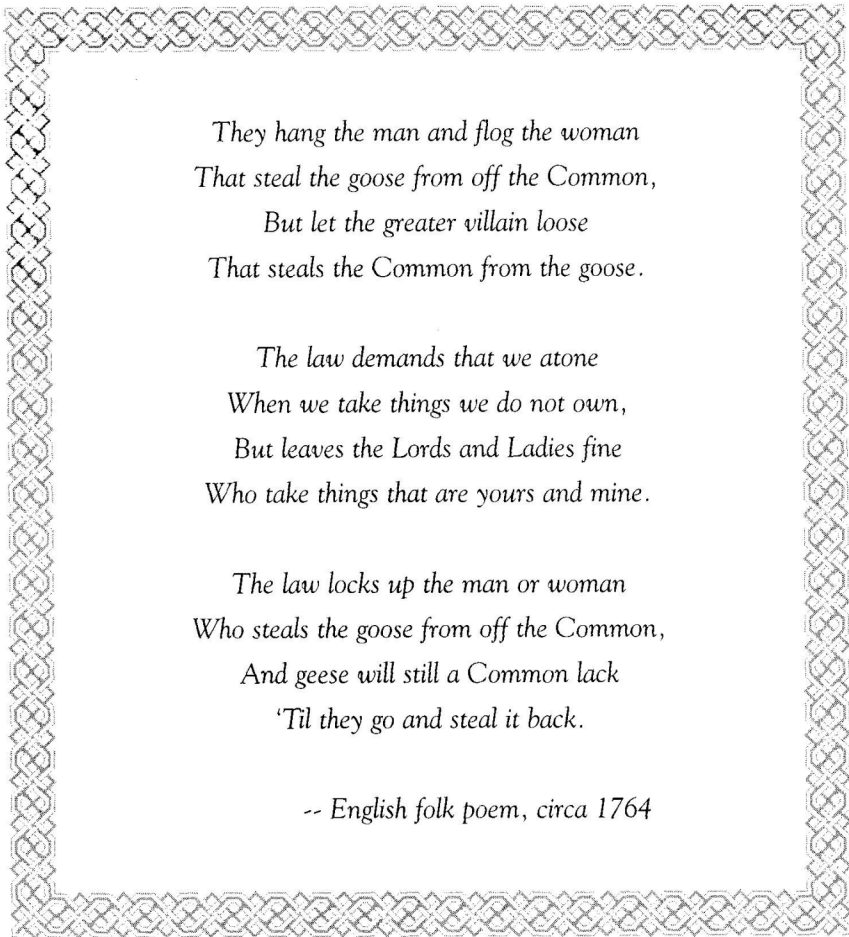 They hang the man and flog the woman
That steal the goose from off the Common,
But let the greater villain loose
That steals the Common from the goose.
The law demands that we atone
When we take things we do not own,
But leaves the Lords and Ladies fine
Who take things that are yours and mine.
The law locks up the man or woman
Who steals the goose from off the Common,
And geese will still a Common lack
‘Til they go and steal it back.
-- English folk poem, circa 1764